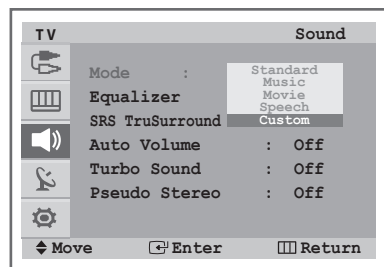 TV Sound
Mode :
Standard
Music
Movie
Speech
Custom
Equalizer
SRS TruSurround
Auto Volume : Off
Turbo Sound : Off
Pseudo Stereo : Off
Move Enter Return